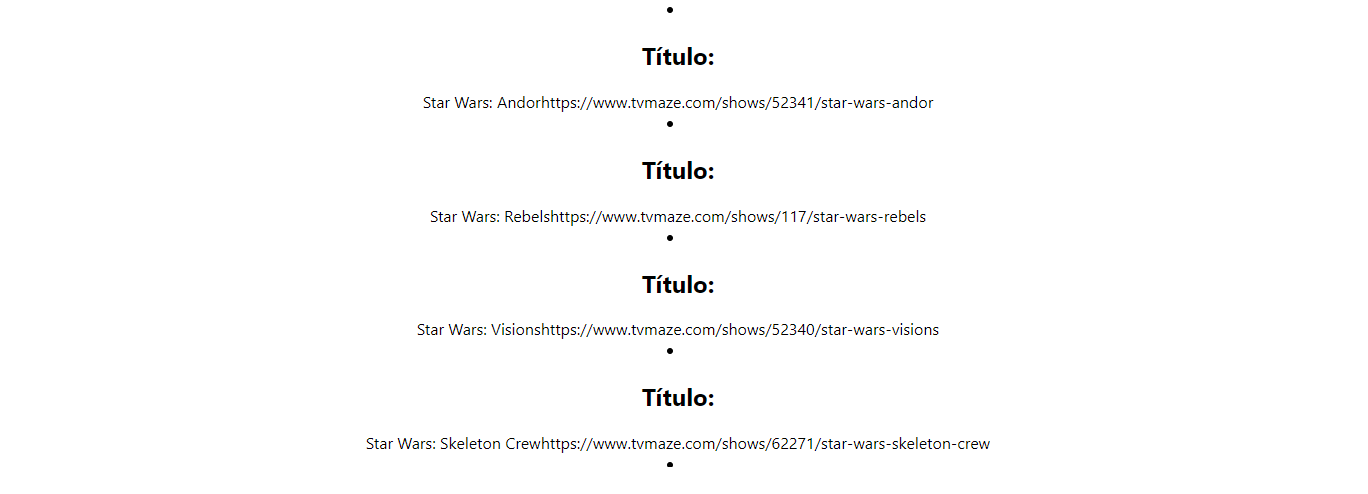 Título:
Star Wars: Andorhttps://www.tvmaze.com/shows/52341/star-wars-andor
Título:
Star Wars: Rebelshttps://www.tvmaze.com/shows/117/star-wars-rebels
Título:
Star Wars: Visionshttps://www.tvmaze.com/shows/52340/star-wars-visions
Título:
Star Wars: Skeleton Crewhttps://www.tvmaze.com/shows/62271/star-wars-skeleton-crew